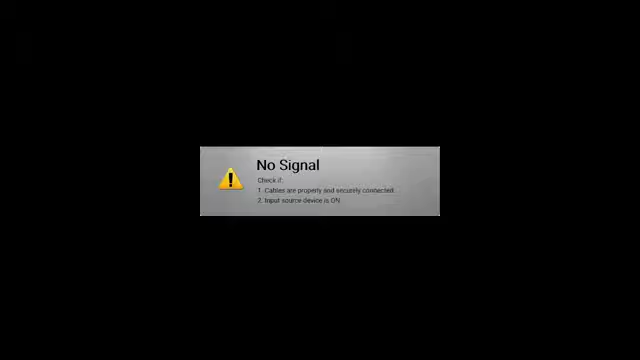 No Signal
Check if:
1. Cables are properly and securely connected.
2. Input source device is ON